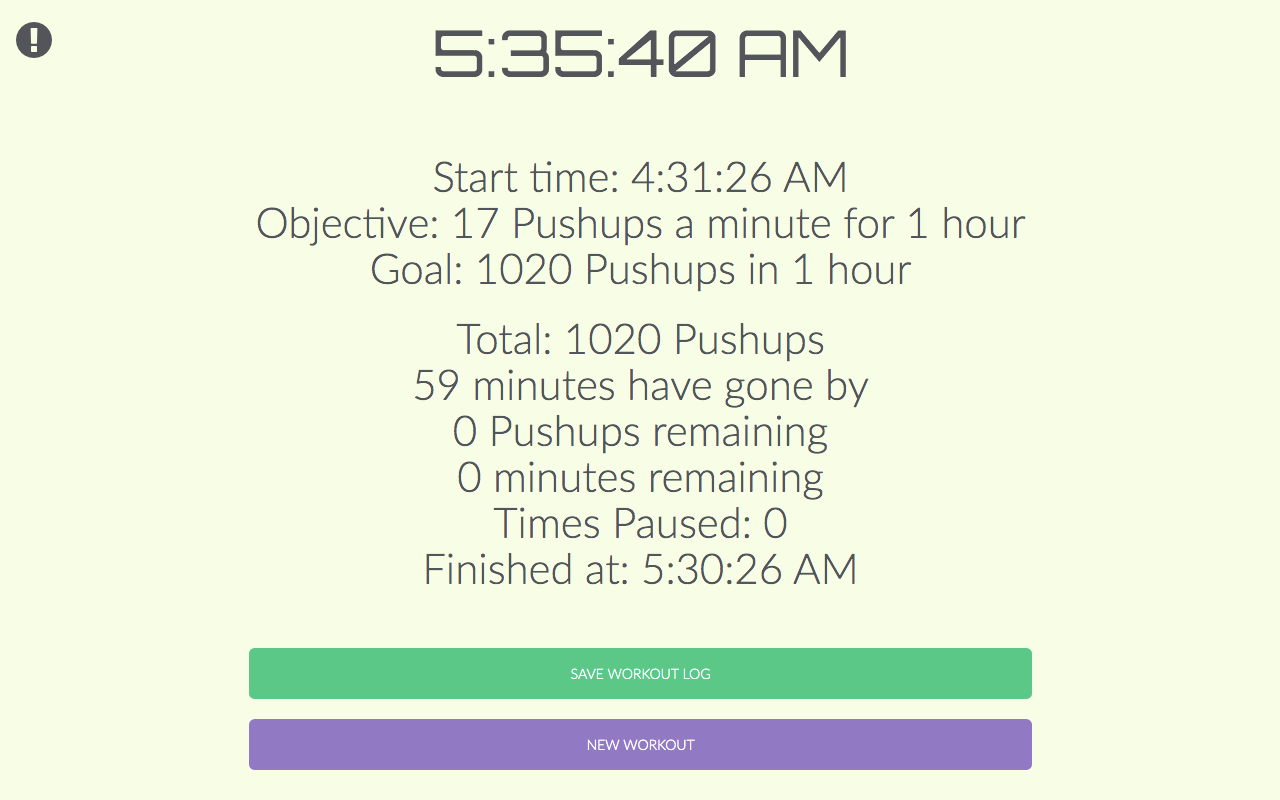 5:35:40 AM
Start time: 4:31:26 AM
Objective: 17 Pushups a minute for 1 hour
Goal: 1020 Pushups in 1 hour
Total: 1020 Pushups
59 minutes have gone by
0 Pushups remaining
0 minutes remaining
Times Paused: 0
Finished at: 5:30:26 AM
SAVE WORKOUT LOG
NEW WORKOUT